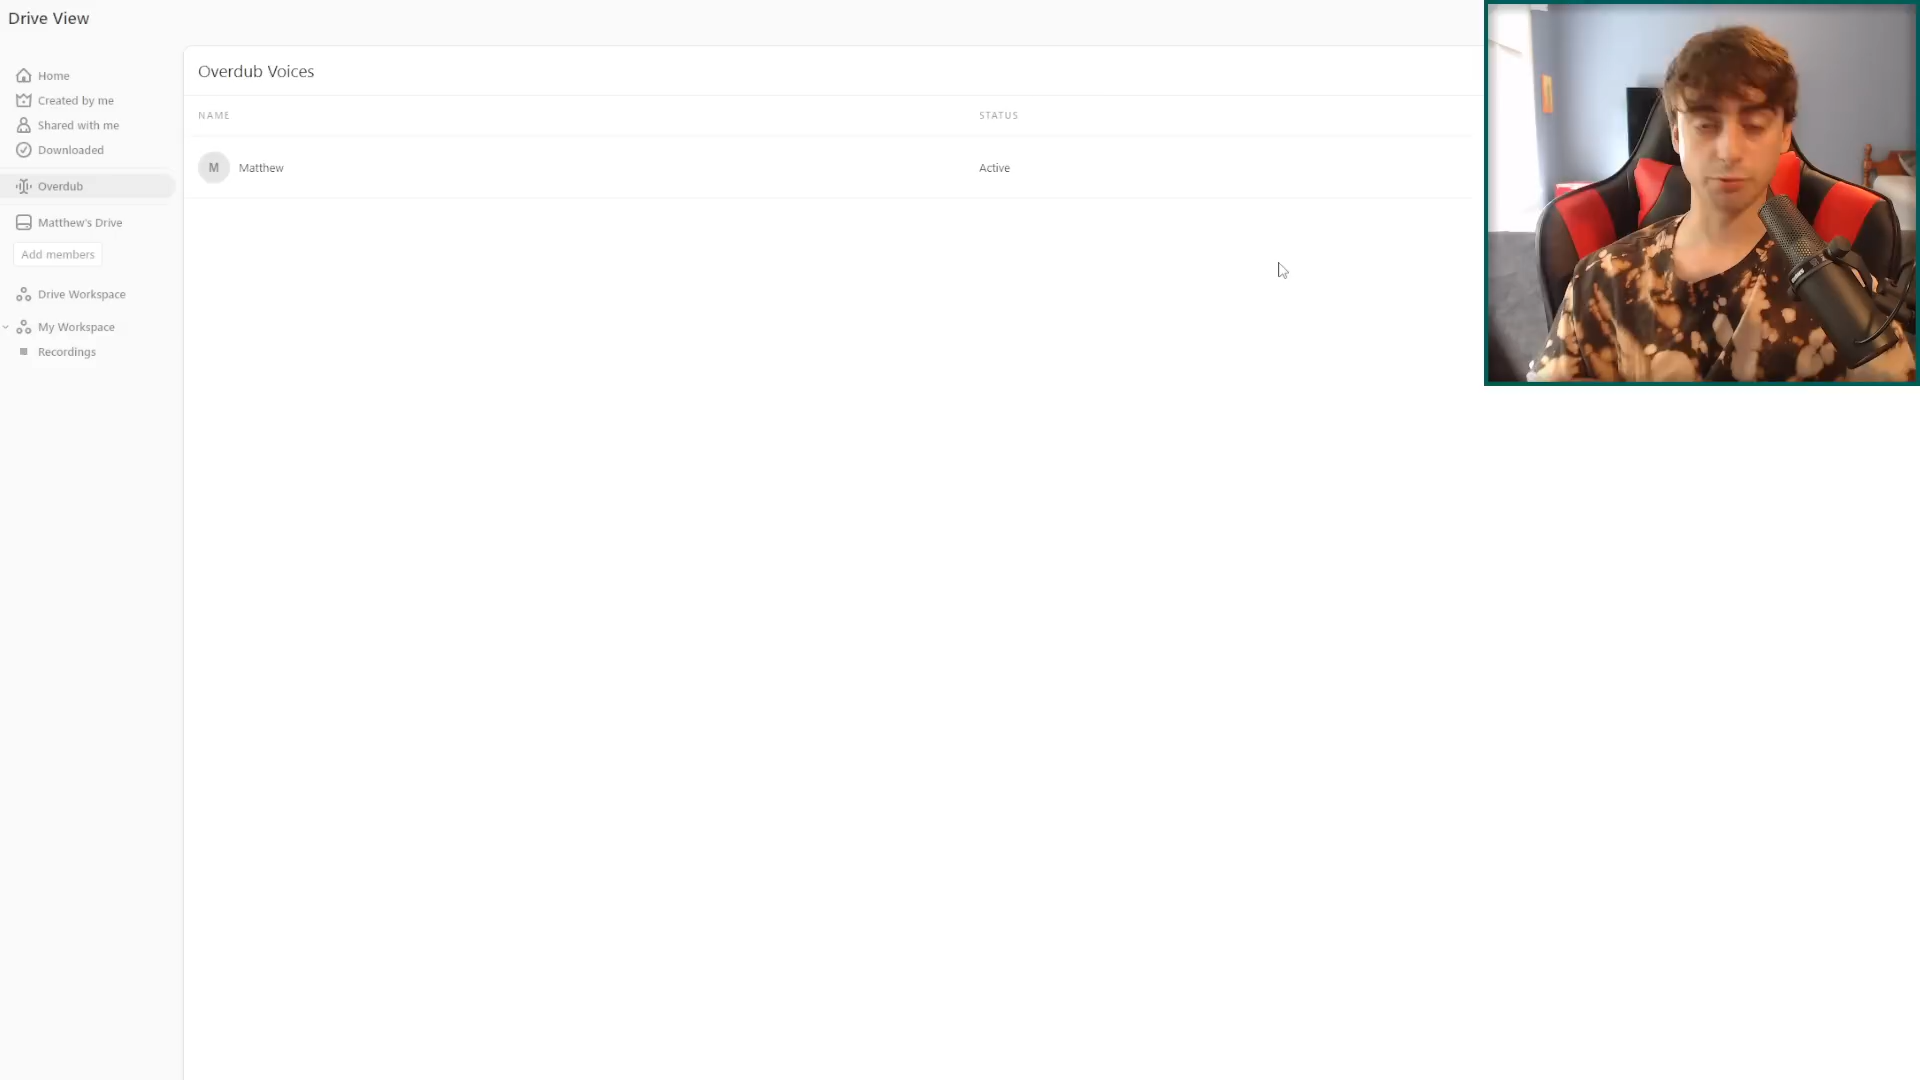 Drive View
Home
Created by me
Shared with me
Downloaded
Overdub
Matthew's Drive
Add members
Drive Workspace
My Workspace
Recordings
Overdub Voices
NAME STATUS
M Matthew Active